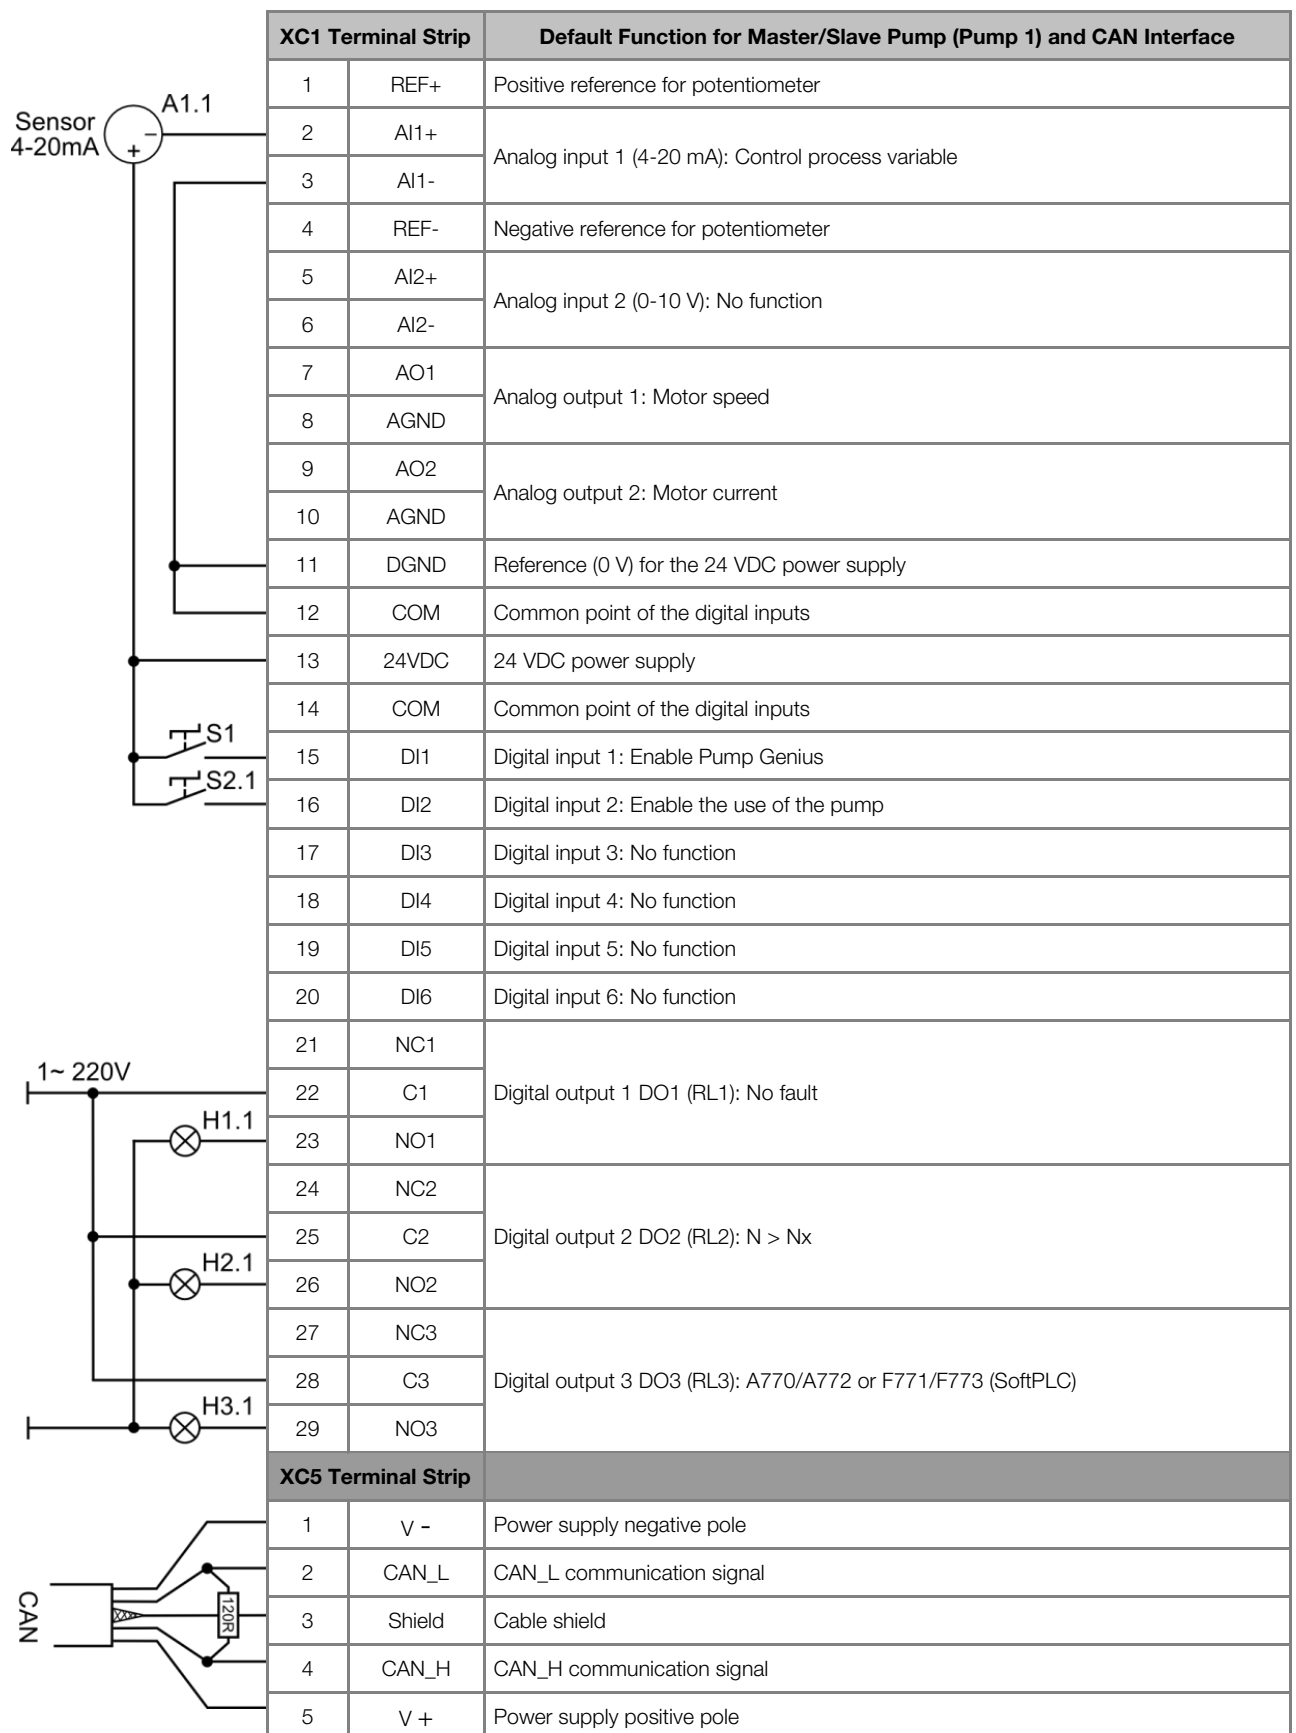 XC1 Terminal Strip Default Function for Master/Slave Pump (Pump 1) and CAN Interface
1 REF+ Positive reference for potentiometer
A1.1
Sensor
4-20mA
− +
2 AI1+
Analog input 1 (4-20 mA): Control process variable
3 AI1-
4 REF- Negative reference for potentiometer
5 AI2+
Analog input 2 (0-10 V): No function
6 AI2-
7 AO1
Analog output 1: Motor speed
8 AGND
9 AO2
Analog output 2: Motor current
10 AGND
11 DGND Reference (0 V) for the 24 VDC power supply
12 COM Common point of the digital inputs
13 24VDC 24 VDC power supply
14 COM Common point of the digital inputs
S1 15 DI1 Digital input 1: Enable Pump Genius
S2.1 16 DI2 Digital input 2: Enable the use of the pump
17 DI3 Digital input 3: No function
18 DI4 Digital input 4: No function
19 DI5 Digital input 5: No function
20 DI6 Digital input 6: No function
21 NC1
1~ 220V 22 C1 Digital output 1 DO1 (RL1): No fault
H1.1 23 NO1
24 NC2
25 C2 Digital output 2 DO2 (RL2): N > Nx
H2.1 26 NO2
27 NC3
28 C3 Digital output 3 DO3 (RL3): A770/A772 or F771/F773 (SoftPLC)
H3.1 29 NO3
XC5 Terminal Strip
1 V - Power supply negative pole
2 CAN_L CAN_L communication signal
CAN 120R 3 Shield Cable shield
4 CAN_H CAN_H communication signal
5 V + Power supply positive pole